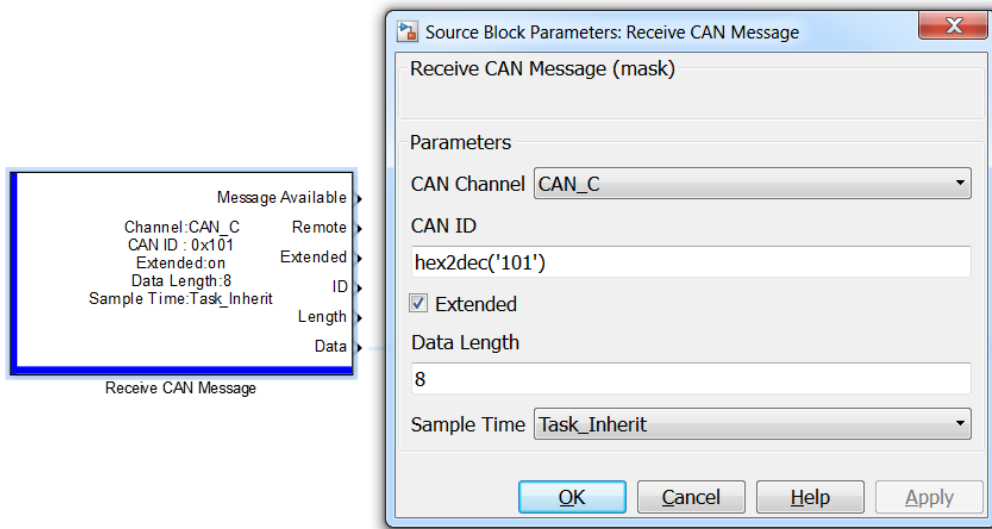 Message Available
Channel:CAN_C
Remote
CAN ID : 0x101
Extended:on
Extended
Data Length:8
ID
Sample Time:Task_Inherit
Length
Data
Receive CAN Message
Source Block Parameters: Receive CAN Message
Receive CAN Message (mask)
Parameters
CAN Channel CAN_C
CAN ID
hex2dec('101')
Extended
Data Length
8
Sample Time Task_Inherit
OK Cancel Help Apply